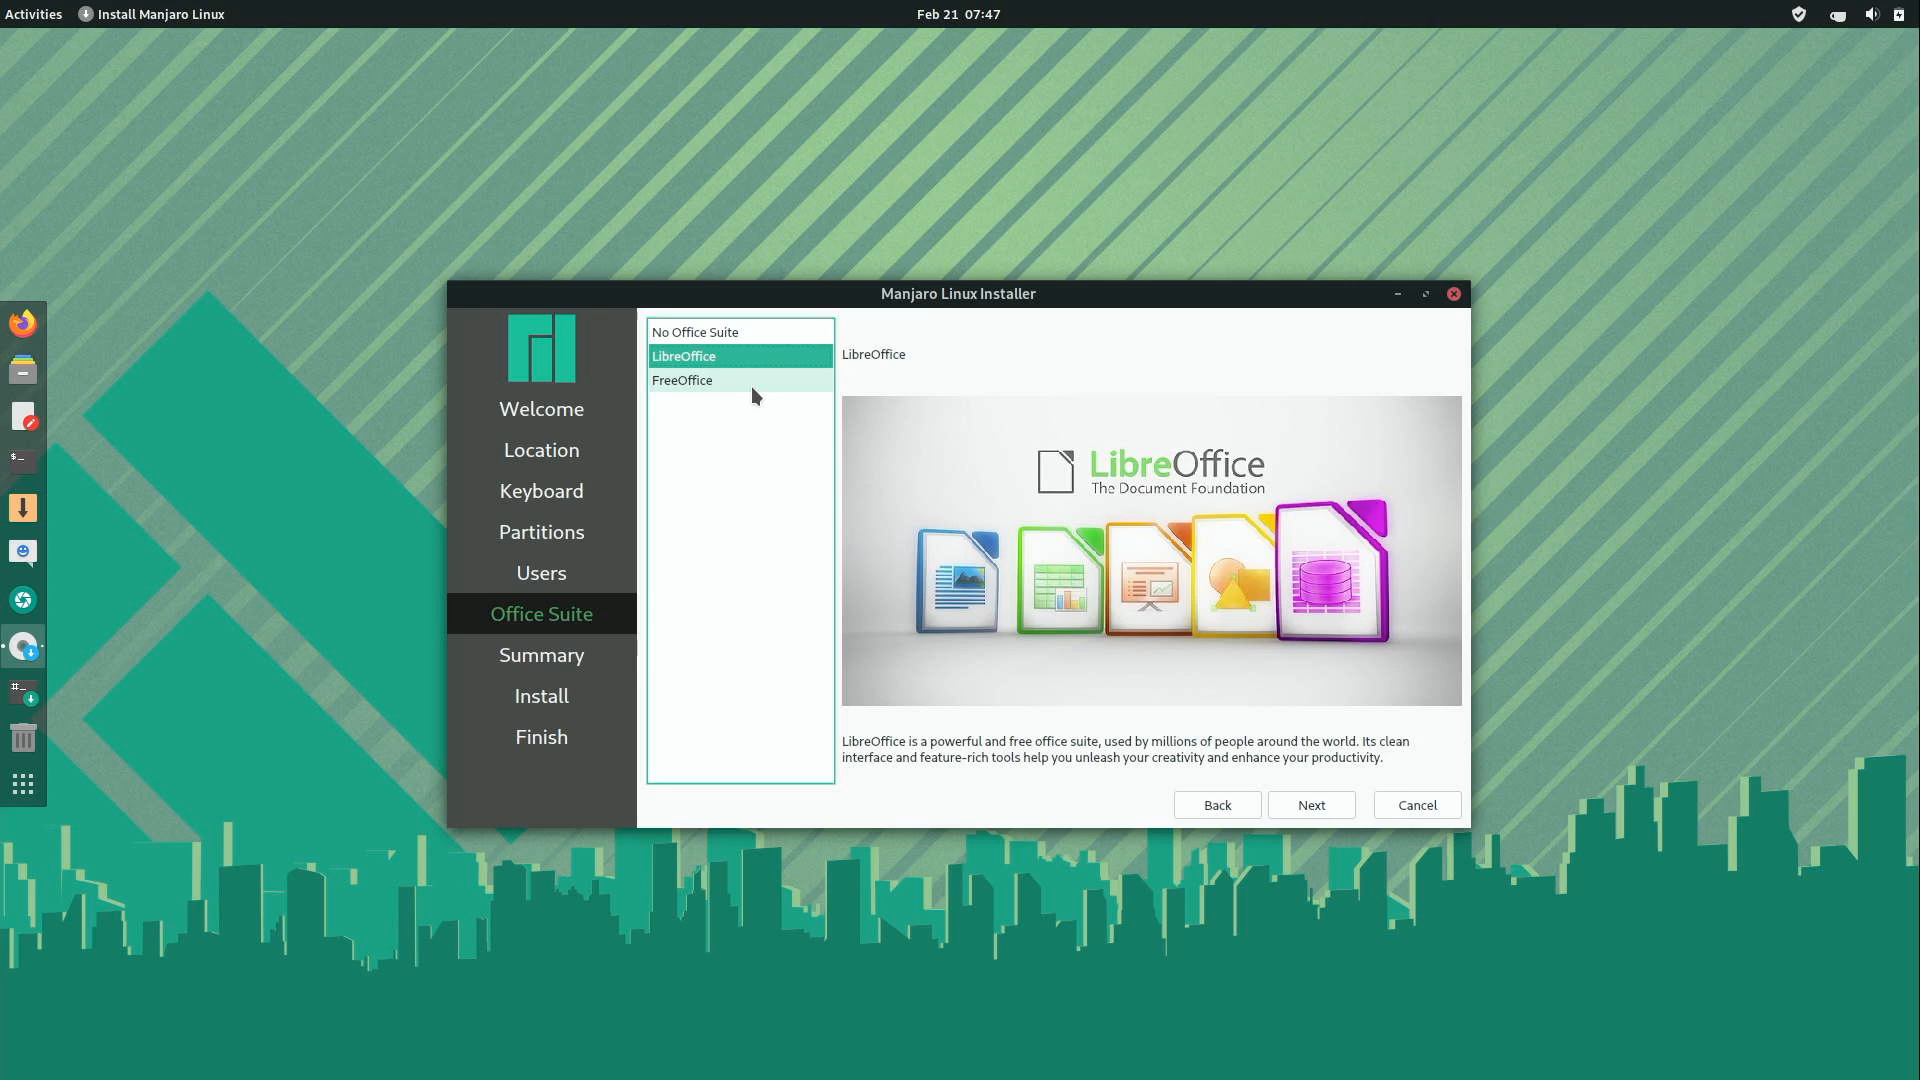 Activities
Install Manjaro Linux
Feb 21 07:47
Manjaro Linux Installer
Welcome
Location
Keyboard
Partitions
Users
Office Suite
Summary
Install
Finish
No Office Suite
LibreOffice
FreeOffice
LibreOffice
LibreOffice
The Document Foundation
LibreOffice is a powerful and free office suite, used by millions of people around the world. Its clean
interface and feature-rich tools help you unleash your creativity and enhance your productivity.
Back
Next
Cancel